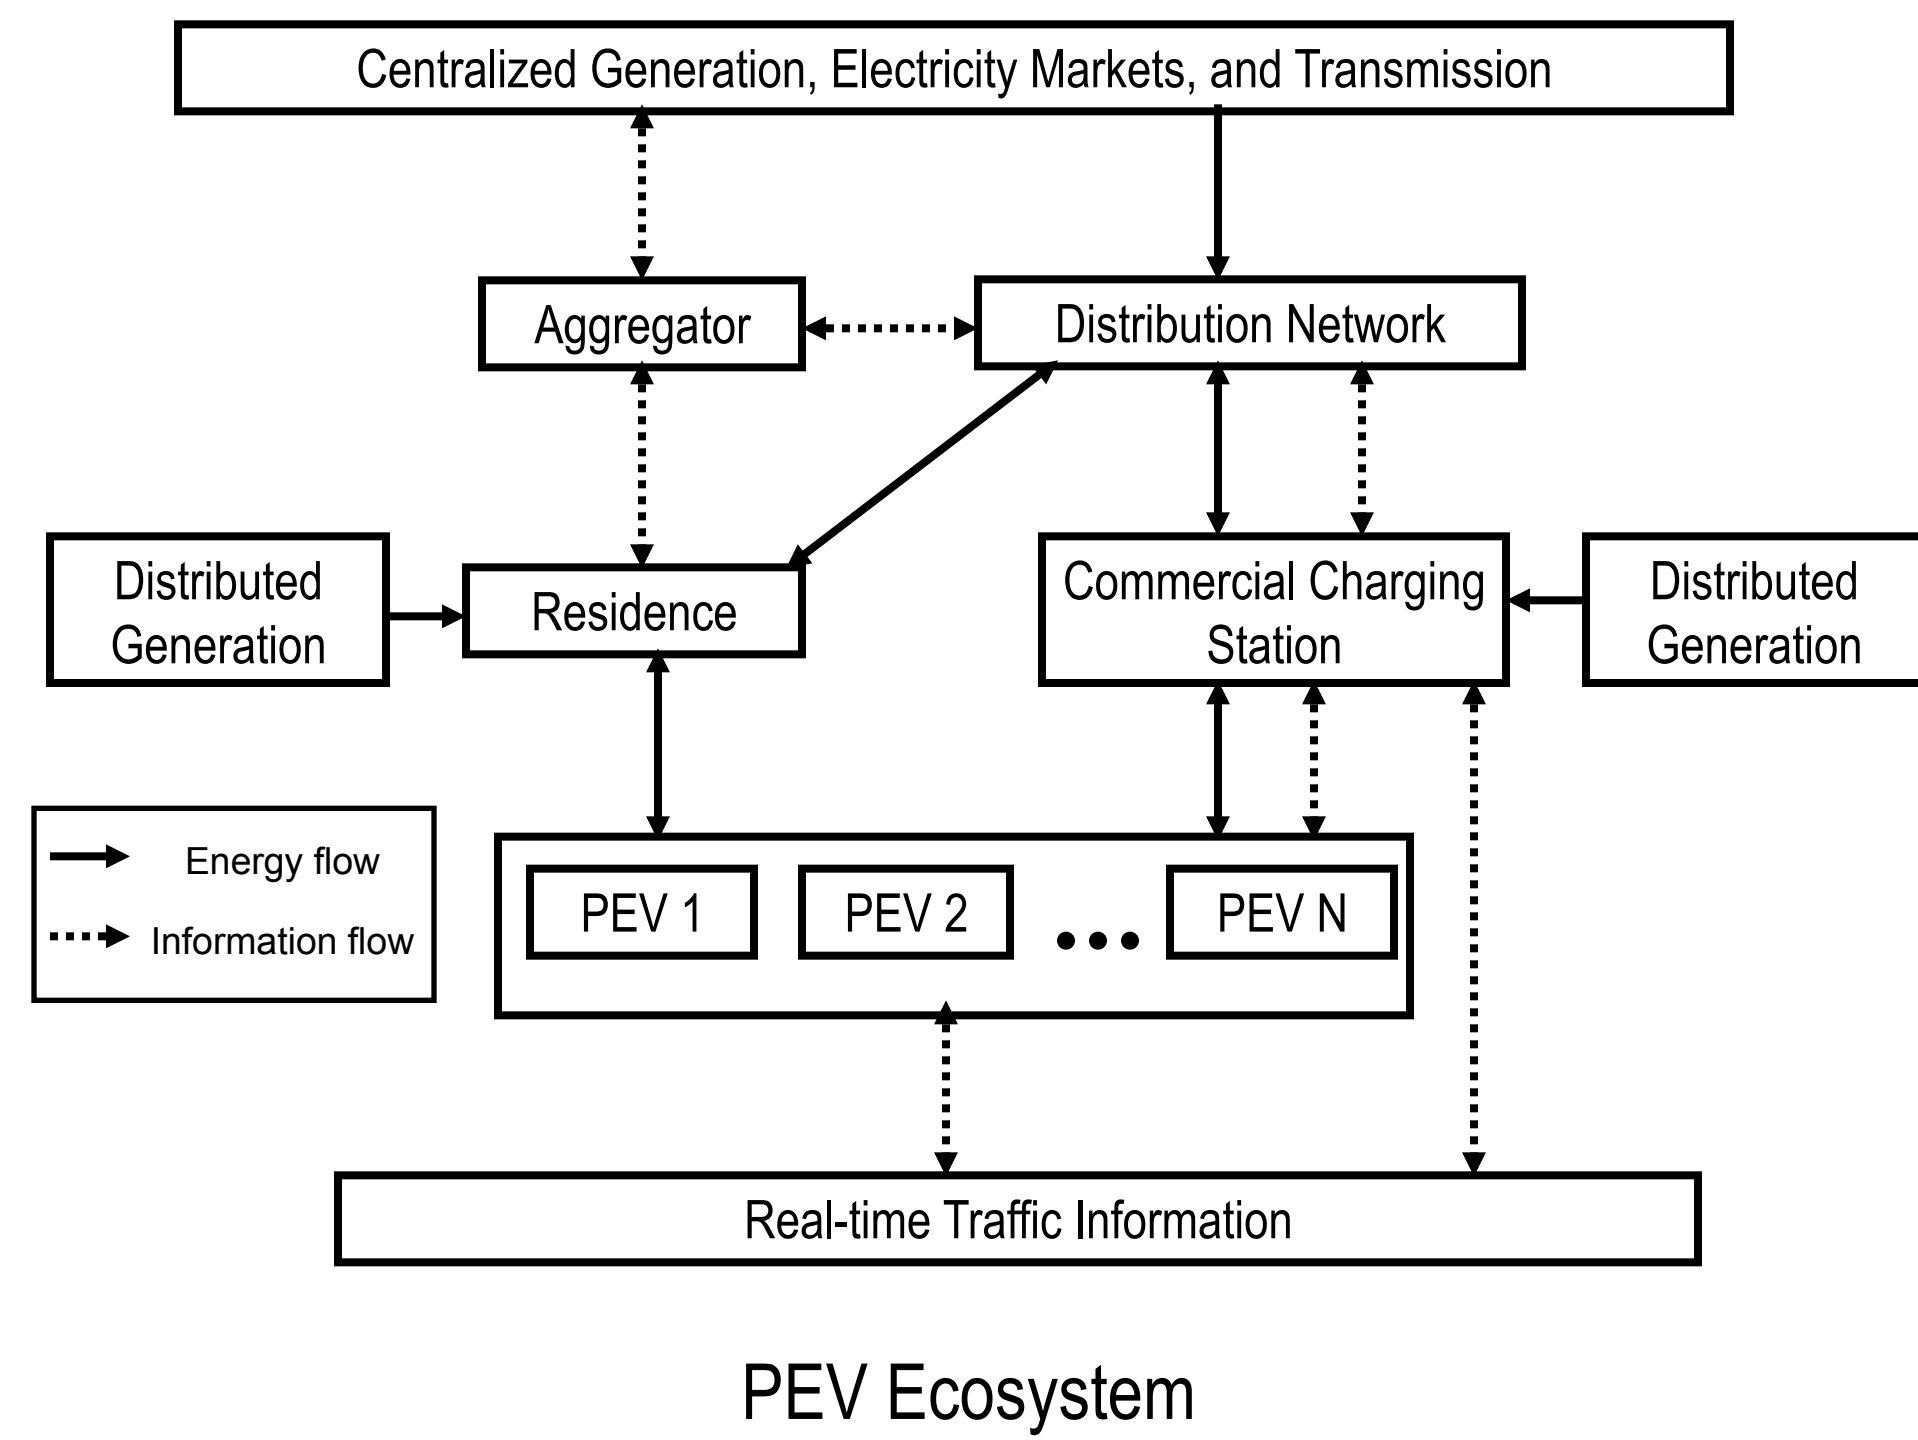 Centralized Generation, Electricity Markets, and Transmission
Aggregator
Distribution Network
Distributed
Generation
Residence
Commercial Charging
Station
Distributed
Generation
Energy flow
Information flow
PEV 1
PEV 2
PEV N
Real-time Traffic Information
PEV Ecosystem